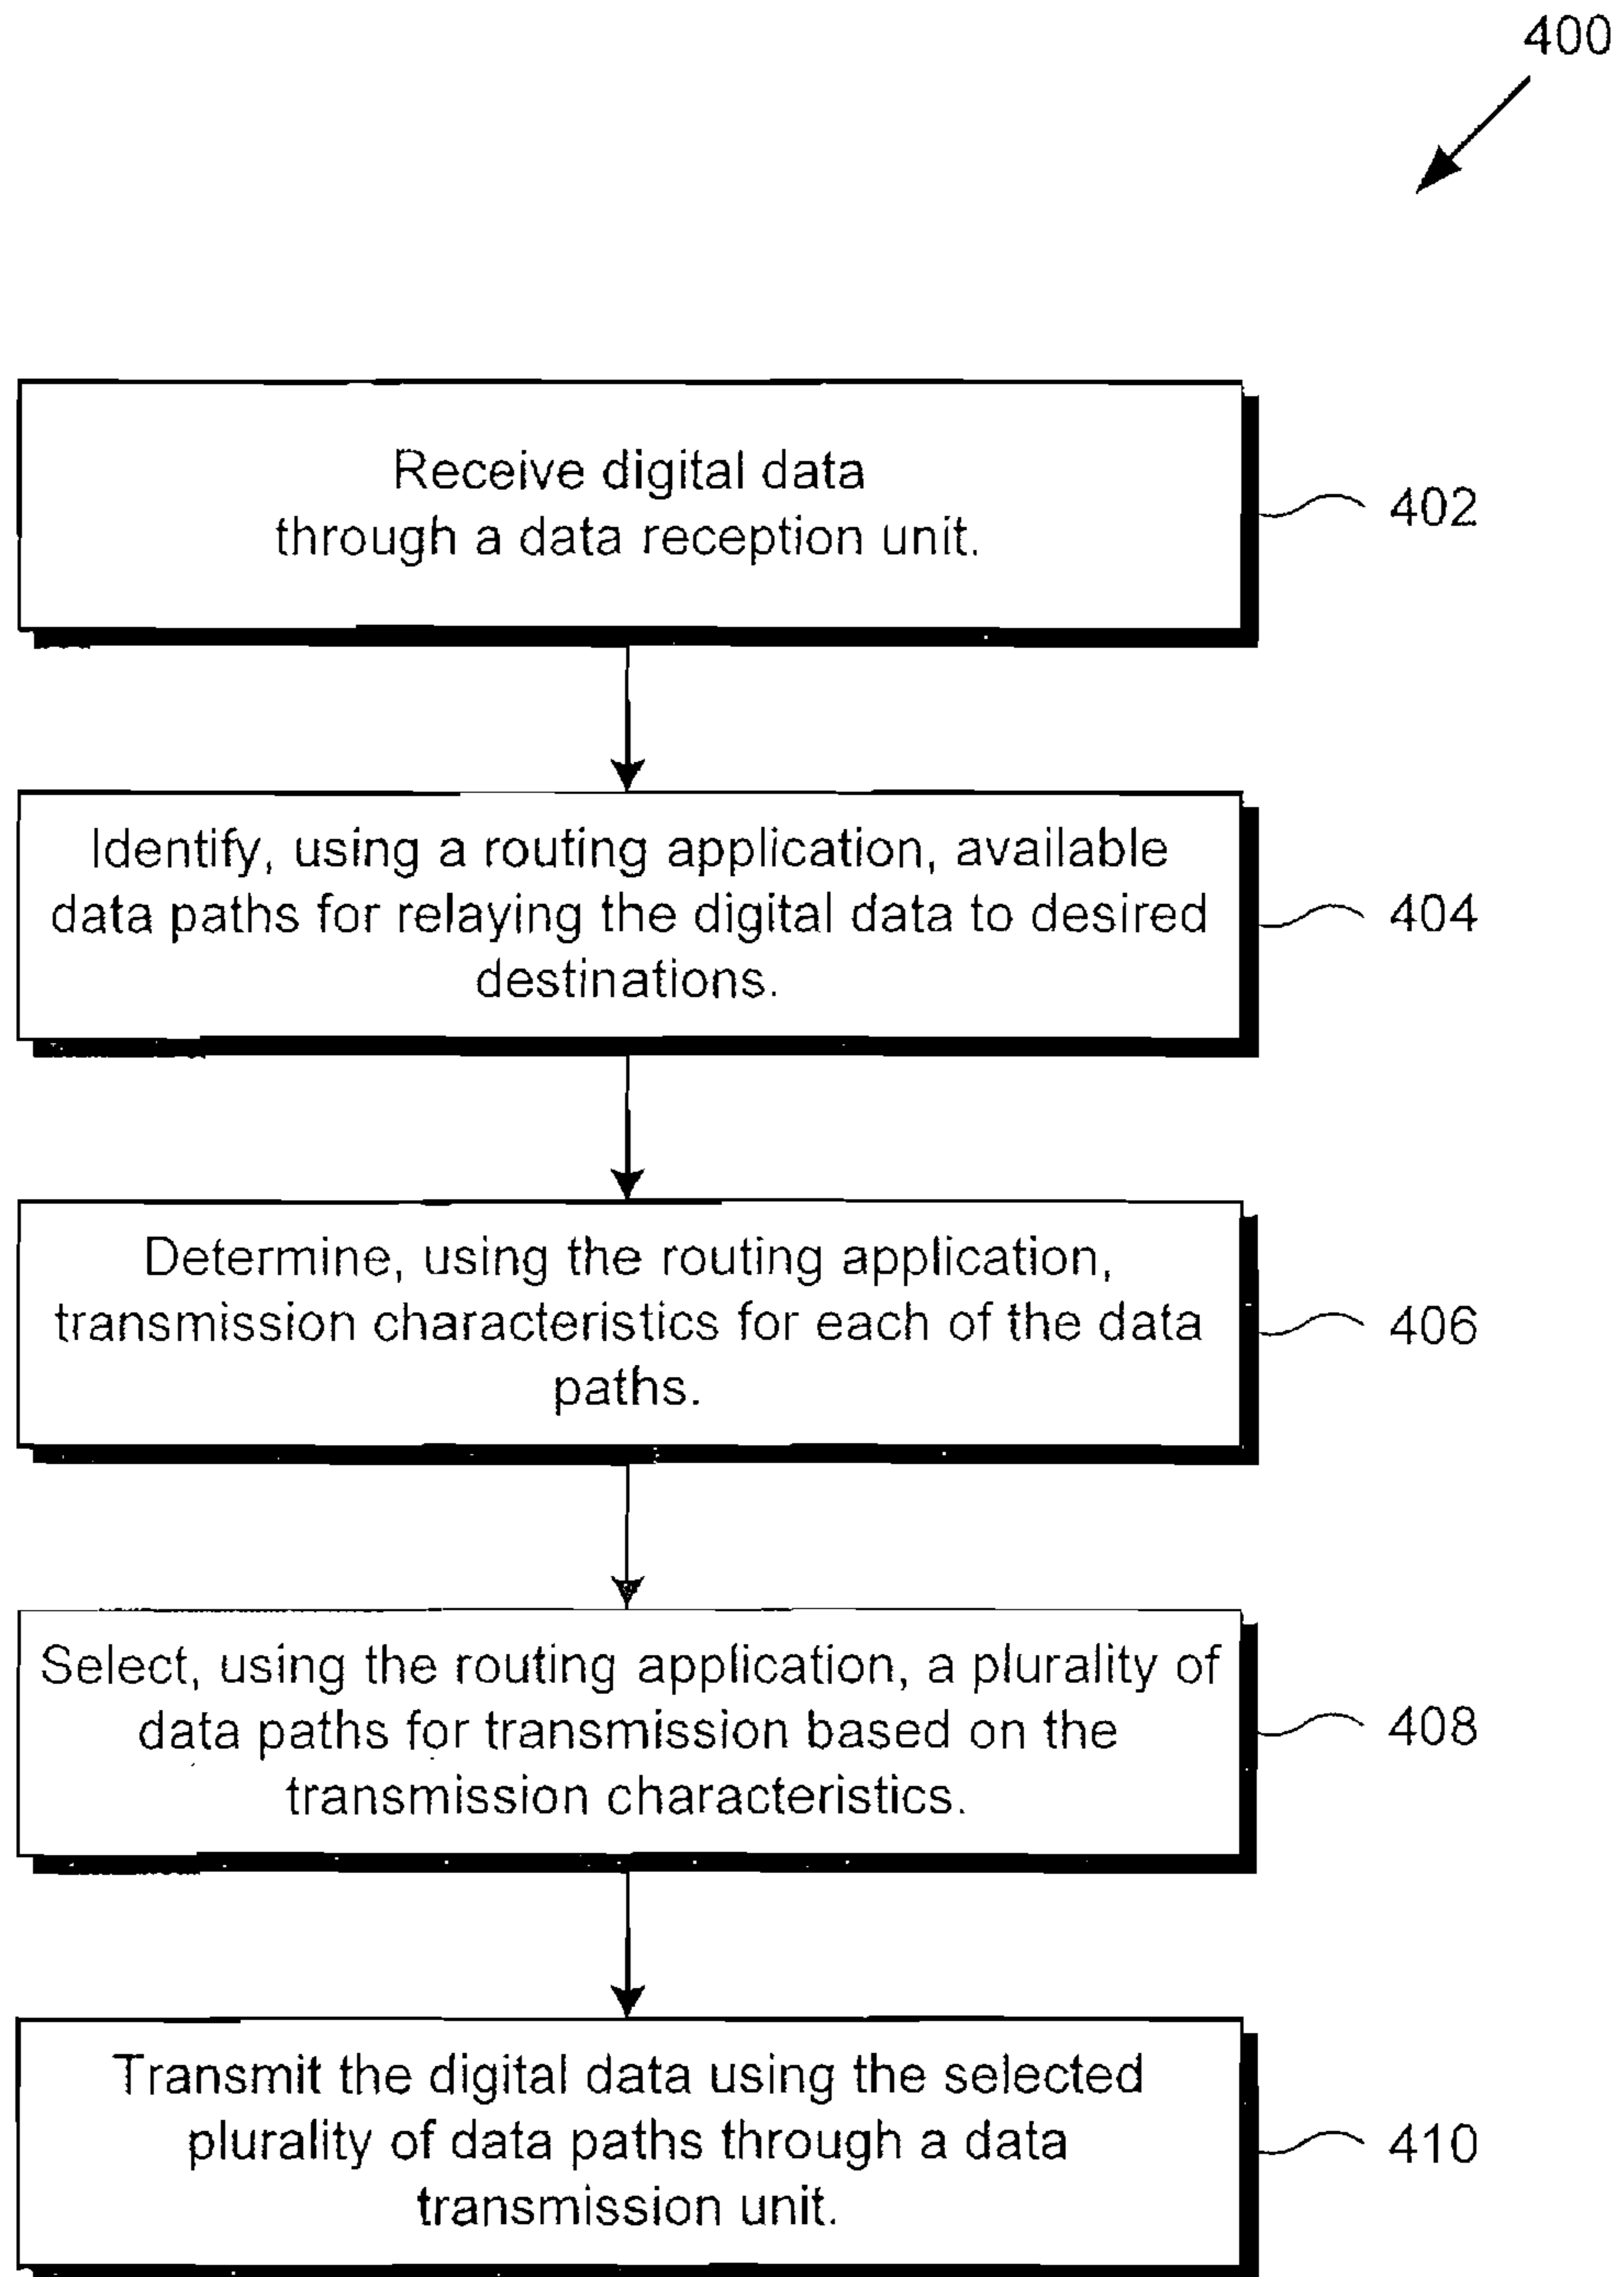 400
Receive digital data
through a data reception unit.
402
Identify, using a routing application, available
data paths for relaying the digital data to desired
destinations.
404
Determine, using the routing application,
transmission characteristics for each of the data
paths.
406
Select, using the routing application, a plurality of
data paths for transmission based on the
transmission characteristics.
408
Transmit the digital data using the selected
plurality of data paths through a data
transmission unit.
410